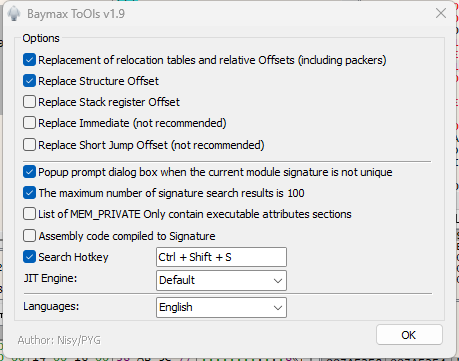 Baymax ToOls v1.9
Options
Replacement of relocation tables and relative Offsets (including packers)
Replace Structure Offset
Replace Stack register Offset
Replace Immediate (not recommended)
Replace Short Jump Offset (not recommended)
Popup prompt dialog box when the current module signature is not unique
The maximum number of signature search results is 100
List of MEM_PRIVATE Only contain executable attributes sections
Assembly code compiled to Signature
Search Hotkey Ctrl + Shift + S
JIT Engine: Default
Languages: English
Author: Nisy/PYG OK